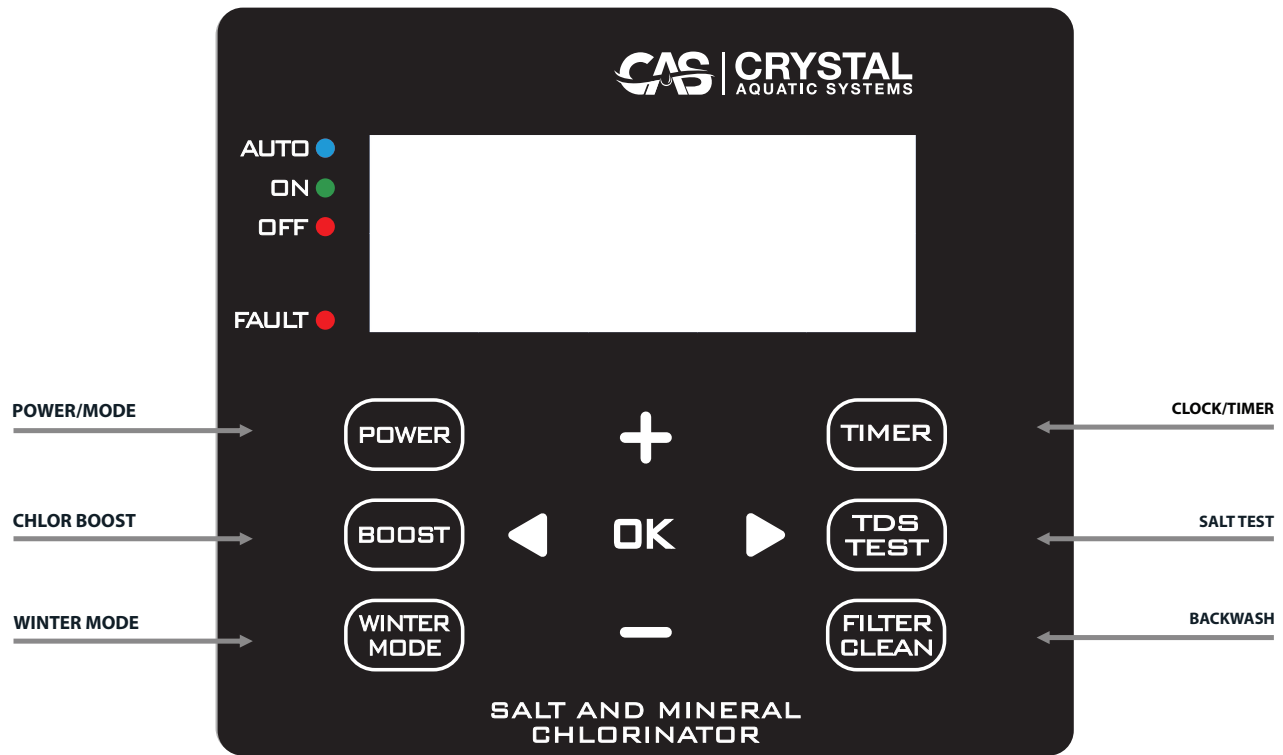 CAS
CRYSTAL
AQUATIC SYSTEMS
AUTO
ON
OFF
FAULT
POWER/MODE
POWER
TIMER
CLOCK/TIMER
CHLOR BOOST
BOOST
OK
TDS
TEST
SALT TEST
WINTER MODE
WINTER
MODE
FILTER
CLEAN
BACKWASH
SALT AND MINERAL
CHLORINATOR